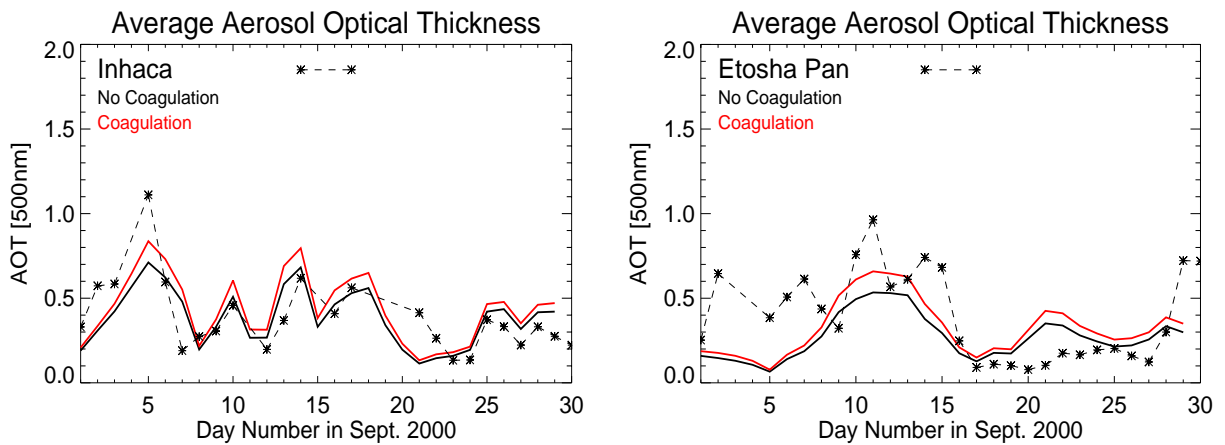 Average Aerosol Optical Thickness
2.0
Inhaca
No Coagulation
Coagulation
1.5
1.0
0.5
0.0
AOT [500nm]
5 10 15 20 25 30
Day Number in Sept. 2000
Average Aerosol Optical Thickness
2.0
Etosha Pan
No Coagulation
Coagulation
1.5
1.0
0.5
0.0
AOT [500nm]
5 10 15 20 25 30
Day Number in Sept. 2000